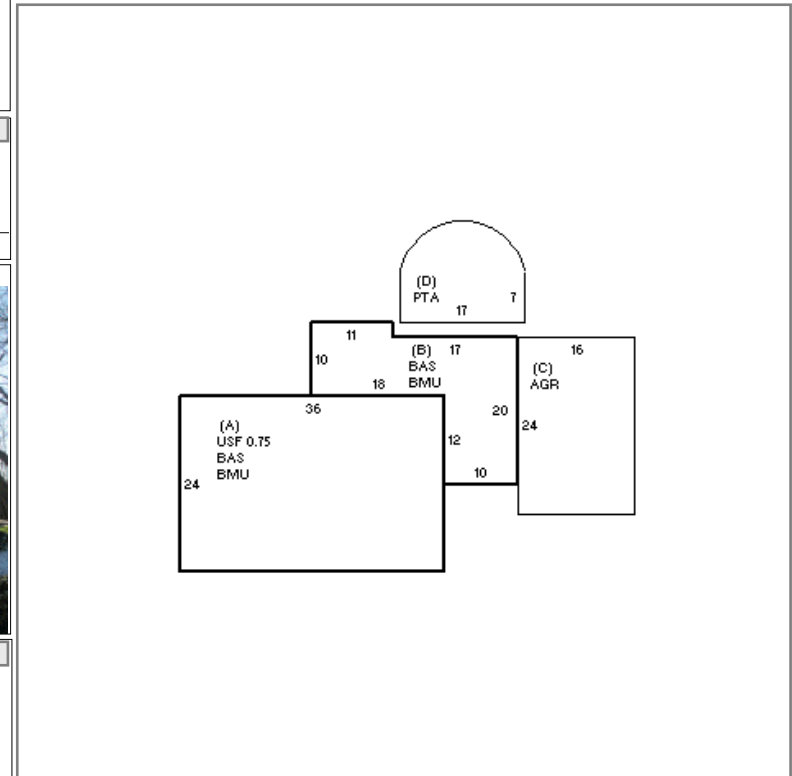 (D)
PTA
7
17
11
10
(B) 17
BAS
BMU
18
16
(C)
AGR
20
24
12
10
36
(A)
USF 0.75
BAS
BMU
24